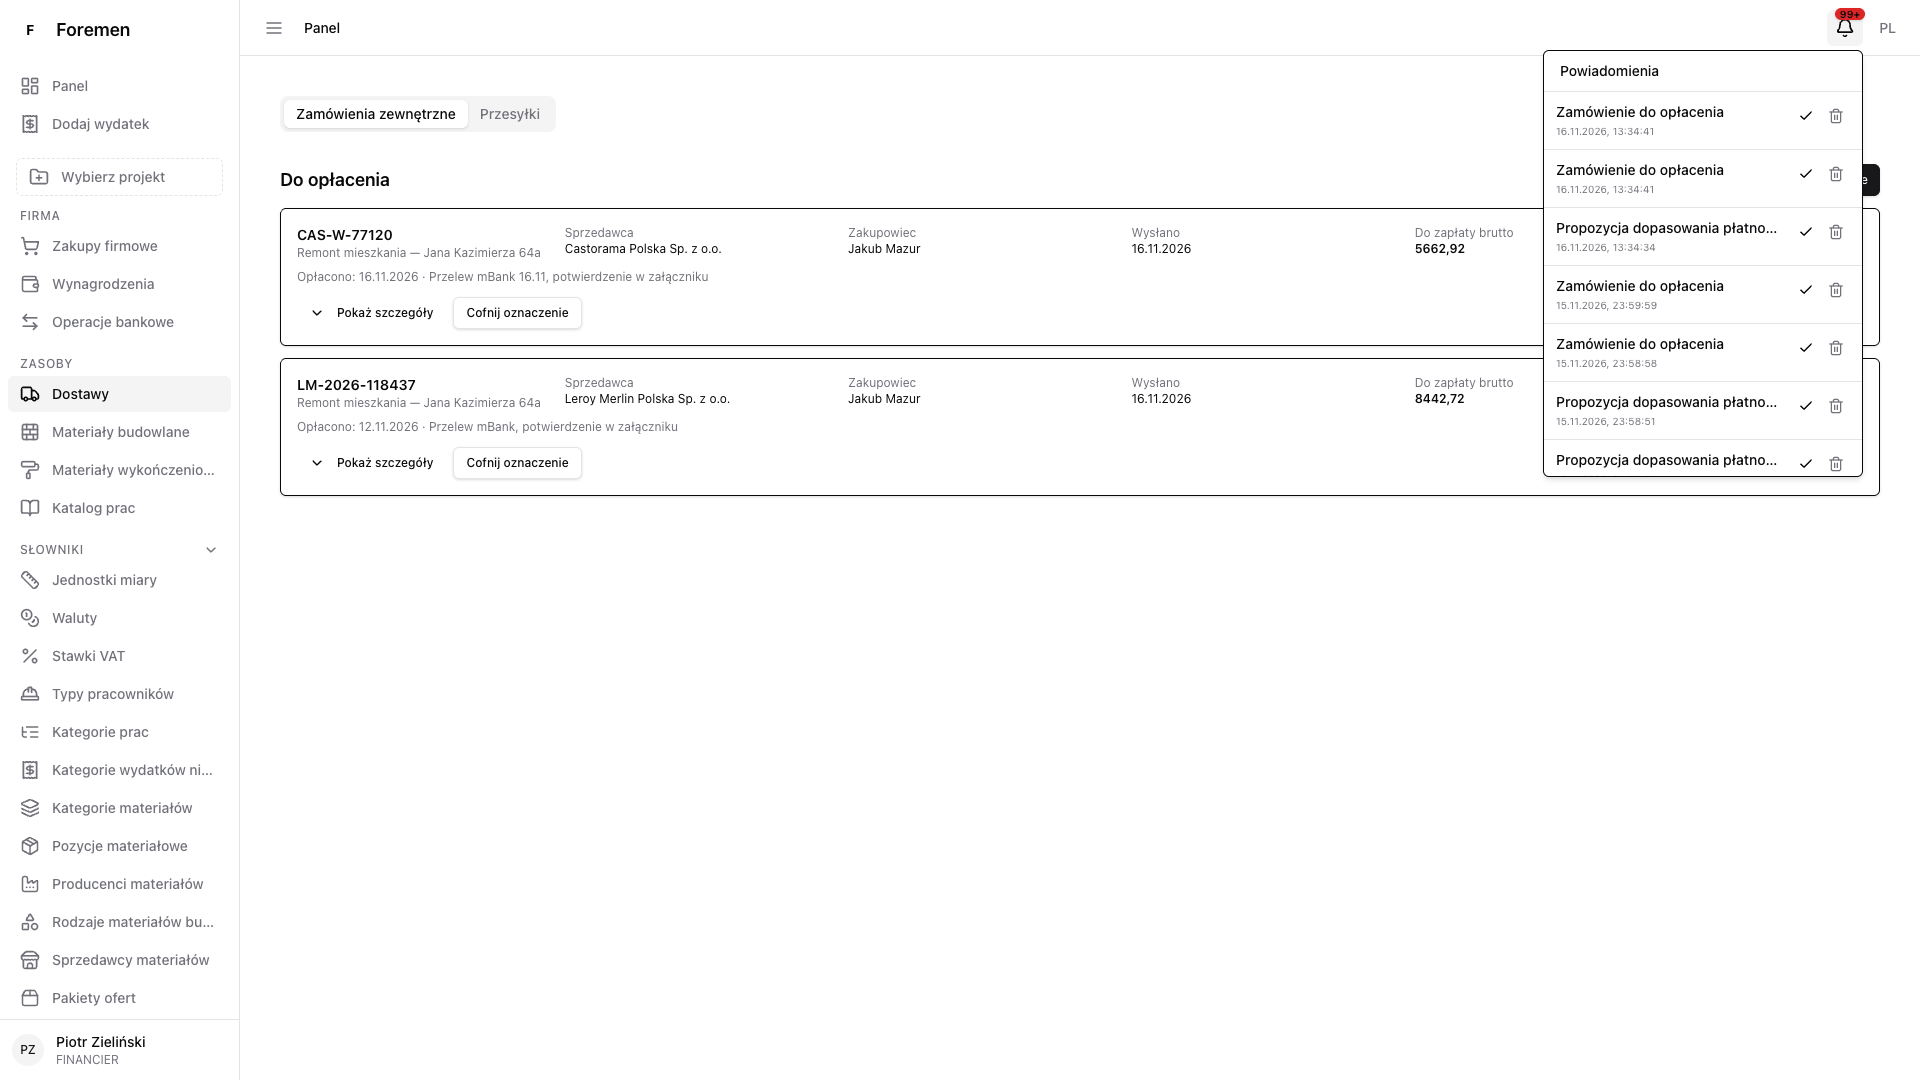 F Foremen
Panel
Dodaj wydatek
Wybierz projekt
FIRMA
Zakupy firmowe
Wynagrodzenia
Operacje bankowe
ZASOBY
Dostawy
Materiały budowlane
Materiały wykończenio...
Katalog prac
SŁOWNIKI
Jednostki miary
Waluty
Stawki VAT
Typy pracowników
Kategorie prac
Kategorie wydatków ni...
Kategorie materiałów
Pozycje materiałowe
Producenci materiałów
Rodzaje materiałów bu...
Sprzedawcy materiałów
Pakiety ofert
PZ
Piotr Zieliński
FINANCIER
Panel
99+
PL
Zamówienia zewnętrzne Przesyłki
Do opłacenia
CAS-W-77120
Remont mieszkania — Jana Kazimierza 64a
Sprzedawca
Castorama Polska Sp. z o.o.
Zakupowiec
Jakub Mazur
Wysłano
16.11.2026
Do zapłaty brutto
5662,92
Opłacono: 16.11.2026 · Przelew mBank 16.11, potwierdzenie w załączniku
Pokaż szczegóły
Cofnij oznaczenie
LM-2026-118437
Remont mieszkania — Jana Kazimierza 64a
Sprzedawca
Leroy Merlin Polska Sp. z o.o.
Zakupowiec
Jakub Mazur
Wysłano
16.11.2026
Do zapłaty brutto
8442,72
Opłacono: 12.11.2026 · Przelew mBank, potwierdzenie w załączniku
Pokaż szczegóły
Cofnij oznaczenie
Powiadomienia
Zamówienie do opłacenia
16.11.2026, 13:34:41
Zamówienie do opłacenia
16.11.2026, 13:34:41
Propozycja dopasowania płatno...
16.11.2026, 13:34:34
Zamówienie do opłacenia
15.11.2026, 23:59:59
Zamówienie do opłacenia
15.11.2026, 23:58:58
Propozycja dopasowania płatno...
15.11.2026, 23:58:51
Propozycja dopasowania płatno...